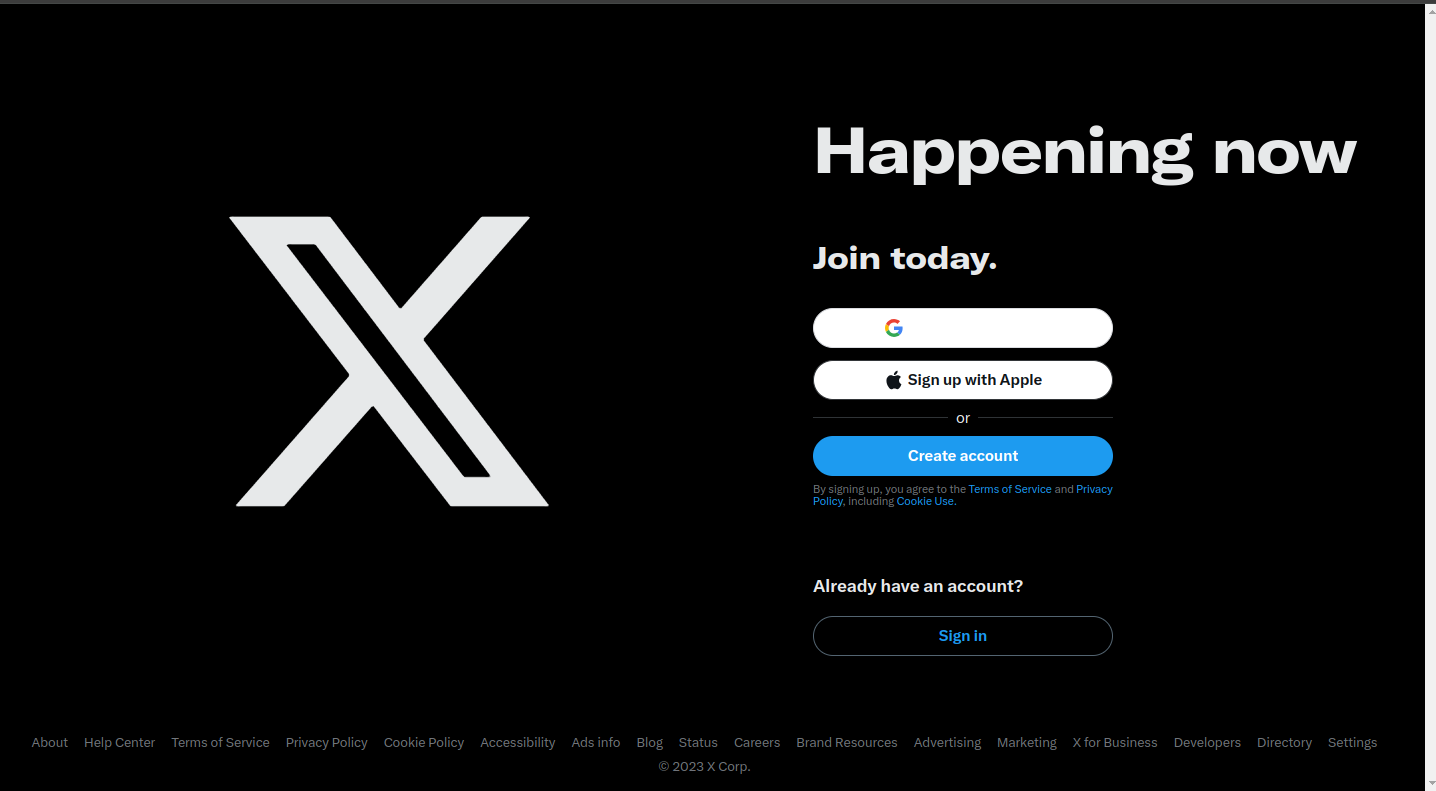 Happening now
Join today.
Sign up with Apple
or
Create account
By signing up, you agree to the Terms of Service and Privacy
Policy, including Cookie Use.
Already have an account?
Sign in
About Help Center Terms of Service Privacy Policy Cookie Policy Accessibility Ads info Blog Status Careers Brand Resources Advertising Marketing X for Business Developers Directory Settings
© 2023 X Corp.